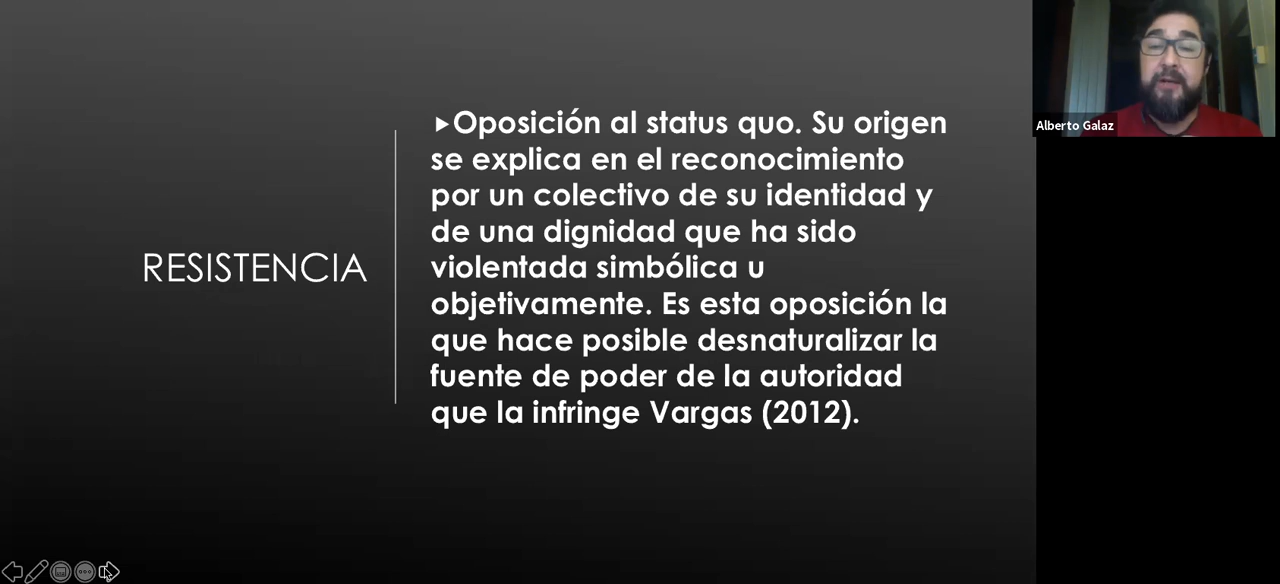 RESISTENCIA
▶Oposición al status quo. Su origen
se explica en el reconocimiento
por un colectivo de su identidad y
de una dignidad que ha sido
violentada simbólica u
objetivamente. Es esta oposición la
que hace posible desnaturalizar la
fuente de poder de la autoridad
que la infringe Vargas (2012).
Alberto Galaz